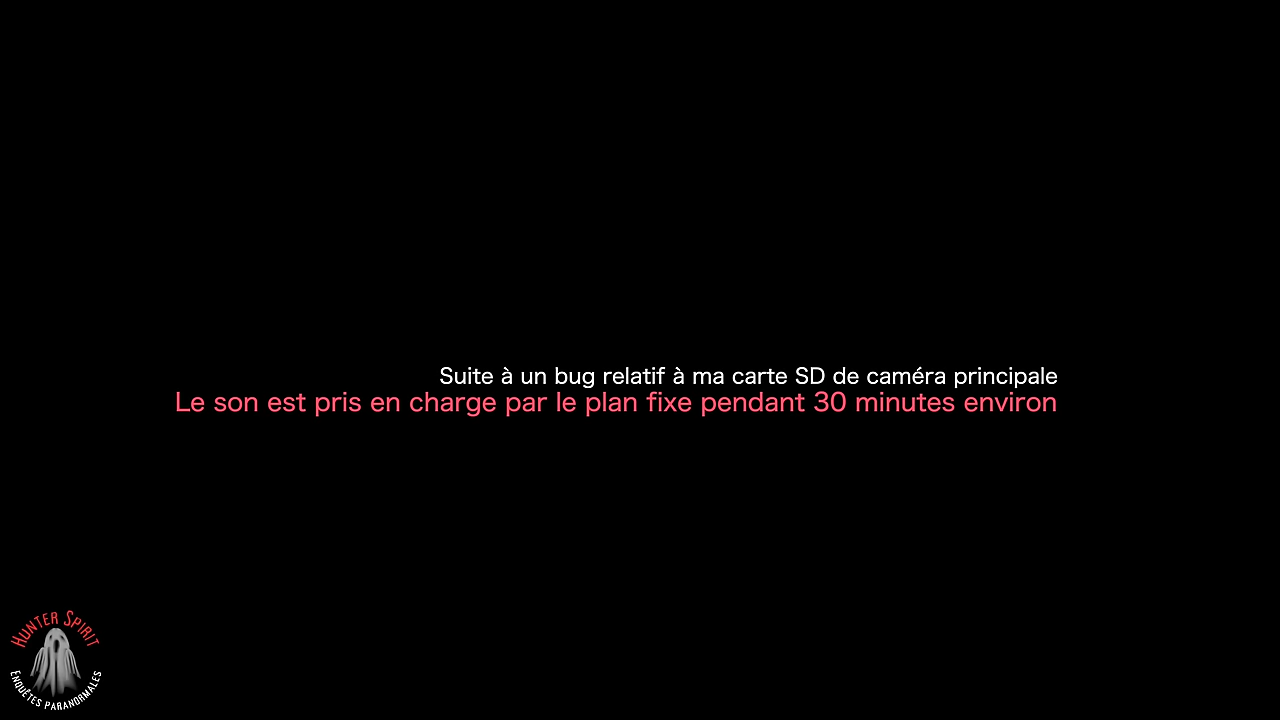 Suite à un bug relatif à ma carte SD de caméra principale
Le son est pris en charge par le plan fixe pendant 30 minutes environ
HUNTER SPIRIT
ENQUÊTES PARANORMALES